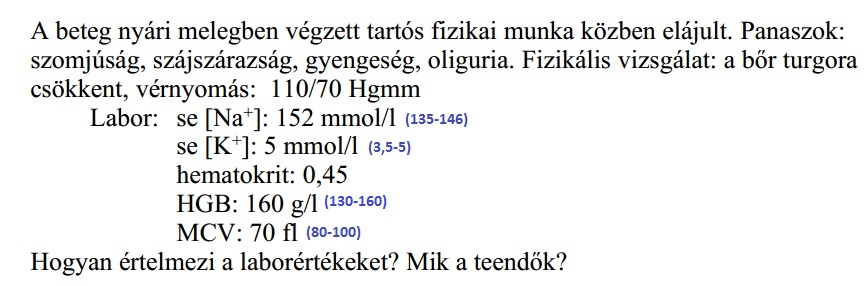 A beteg nyári melegben végzett tartós fizikai munka közben elájult. Panaszok:
szomjúság, szájszárazság, gyengeség, oliguria. Fizikális vizsgálat: a bőr turgora
csökkent, vérnyomás: 110/70 Hgmm
Labor: se [Na⁺]: 152 mmol/l (135-146)
se [K⁺]: 5 mmol/l (3,5-5)
hematokrit: 0,45
HGB: 160 g/l (130-160)
MCV: 70 fl (80-100)
Hogyan értelmezi a laborértékeket? Mik a teendők?